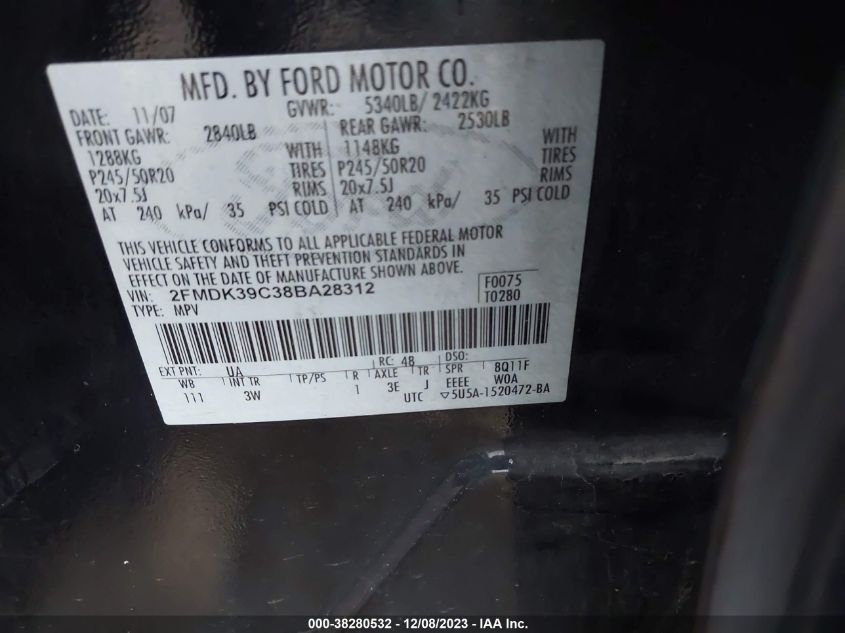 MFD. BY FORD MOTOR CO.
DATE: 11/07 GVWR: 5340LB/ 2422KG
FRONT GAWR: 2840LB REAR GAWR: 2530LB
1288KG WITH 1148KG WITH
P245/50R20 TIRES P245/50R20 TIRES
20x7.5J RIMS 20x7.5J RIMS
AT 240 kPa/ 35 PSI COLD AT 240 kPa/ 35 PSI COLD
THIS VEHICLE CONFORMS TO ALL APPLICABLE FEDERAL MOTOR
VEHICLE SAFETY AND THEFT PREVENTION STANDARDS IN
EFFECT ON THE DATE OF MANUFACTURE SHOWN ABOVE.
VIN: 2FMDK39C38BA28312 F0075
TYPE: MPV T0280
EXT PNT: UA RC: 48 DSO:
WB INT TR TP/PS R AXLE TR SPR 8Q11F
111 3W 1 3E J EEEE W0A
UTC ▽5U5A-1520472-BA
000-38280532 - 12/08/2023 - IAA Inc.